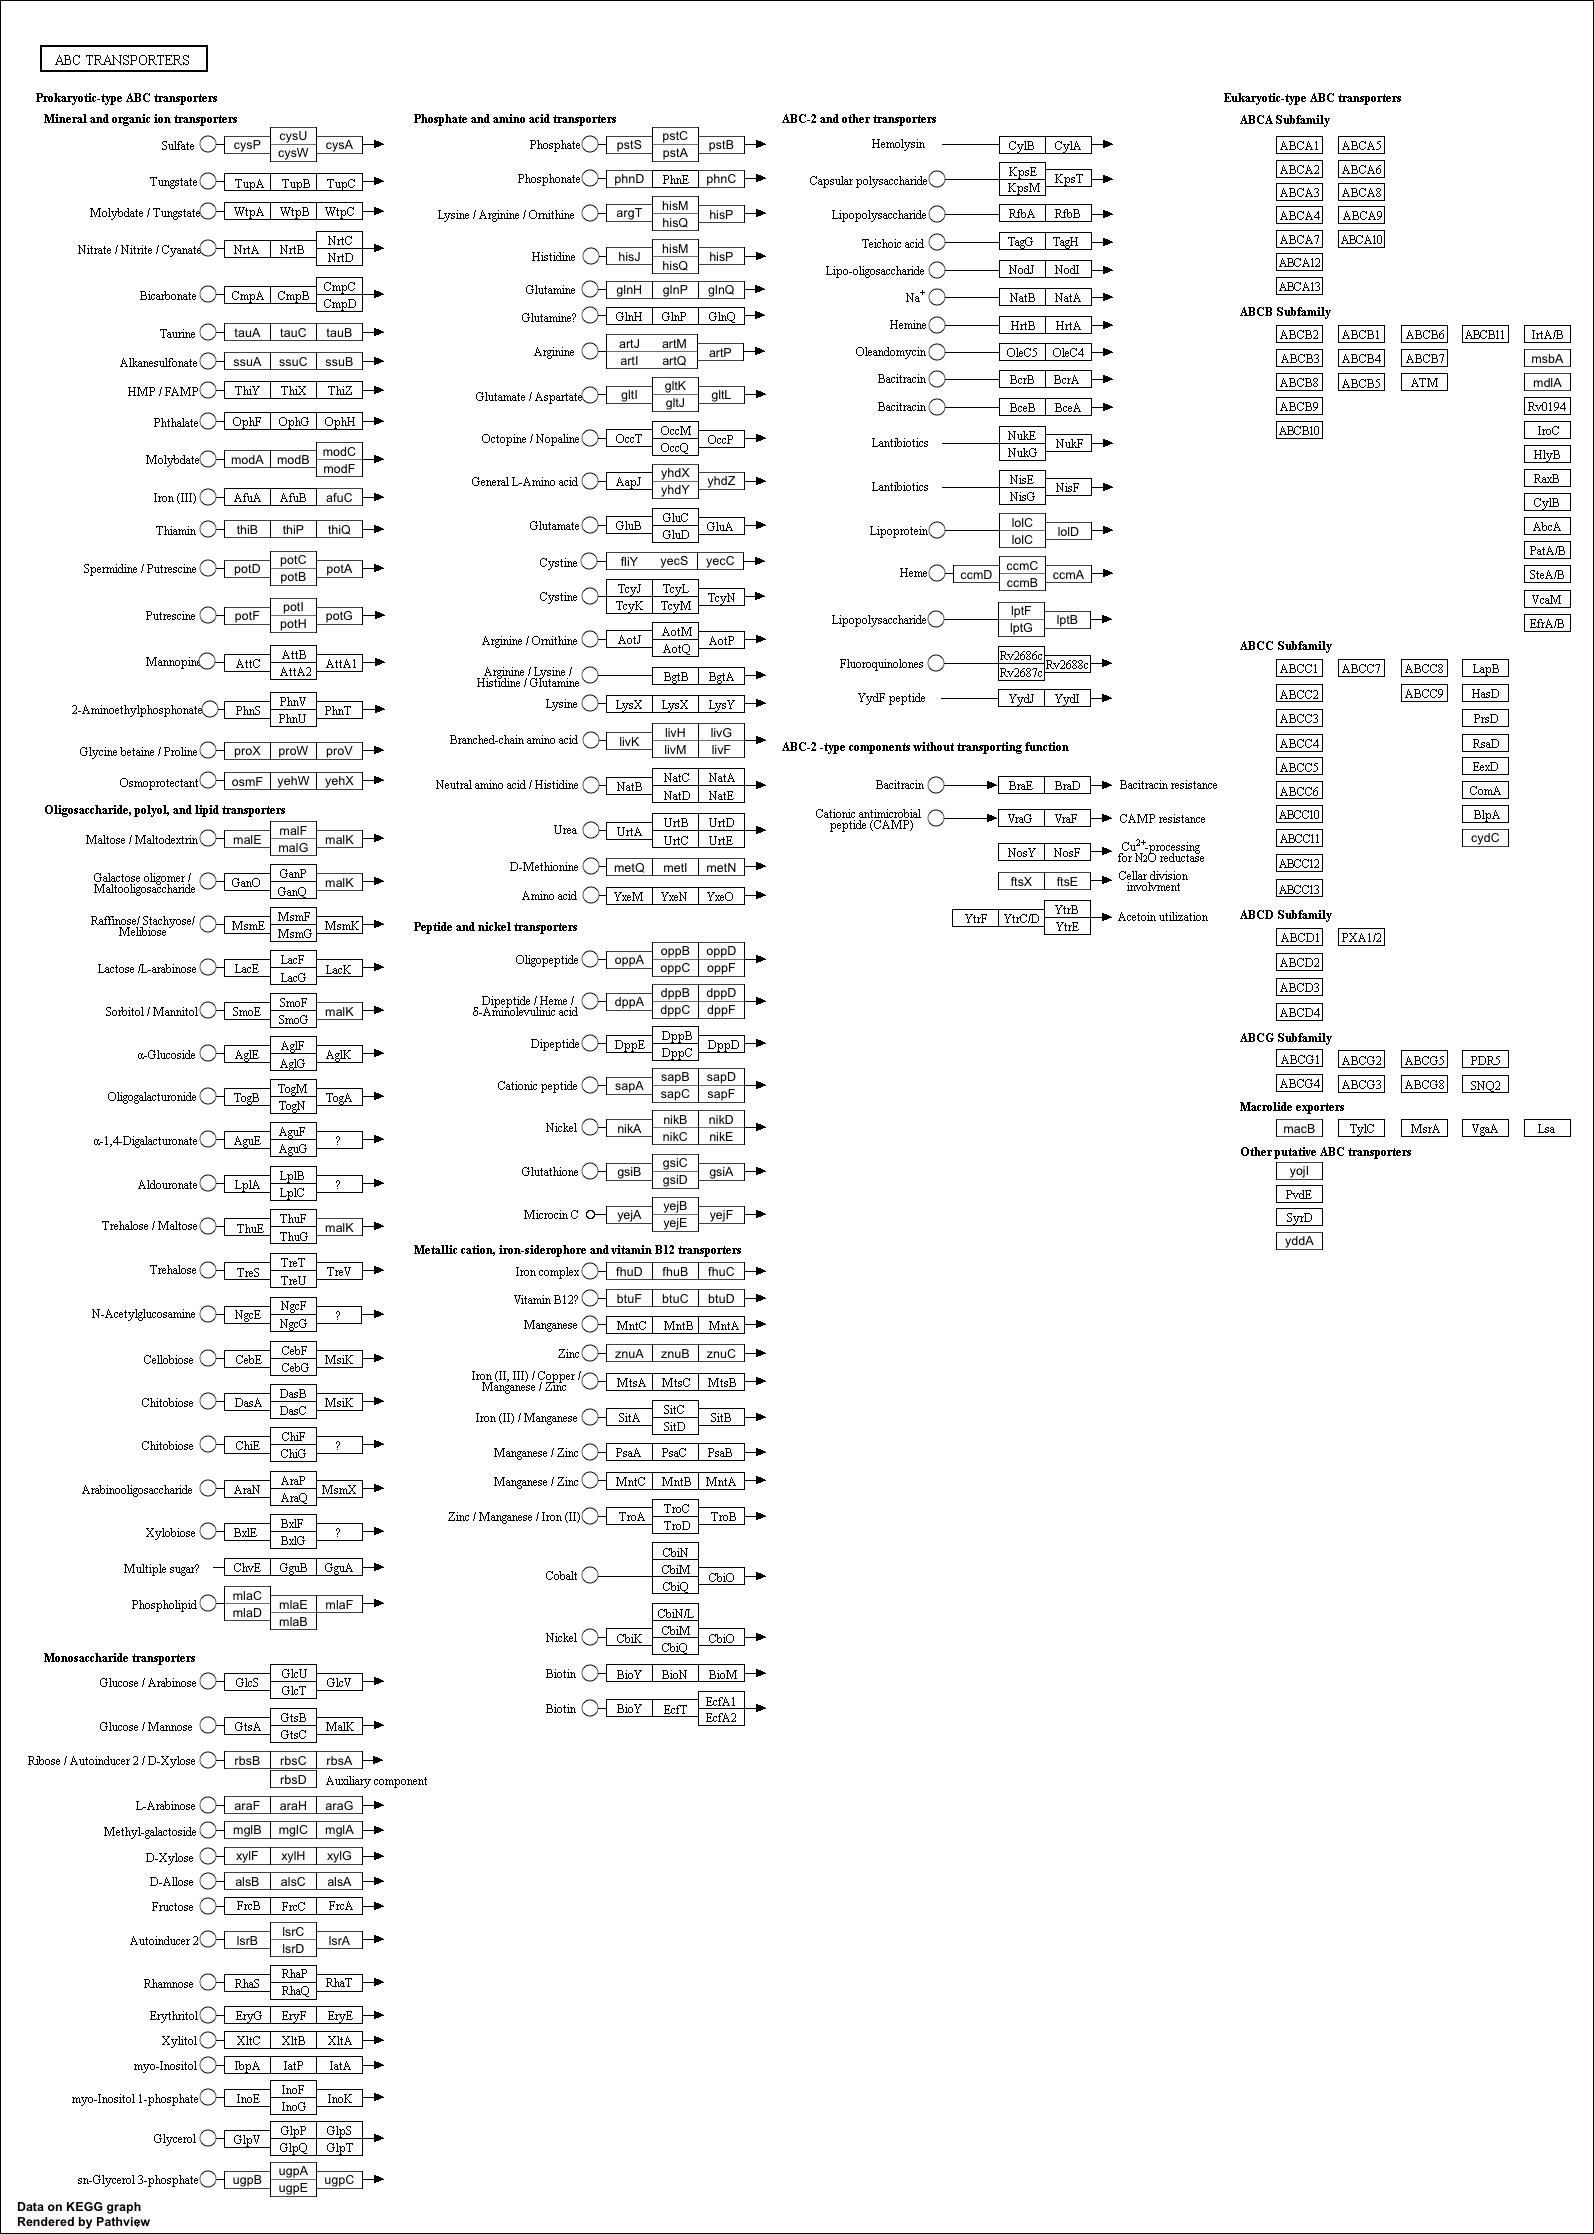 ABC TRANSPORTERS
Prokaryotic-type ABC transporters
Mineral and organic ion transporters
Sulfate cysP cysU cysW cysA
Tungstate TupA TupB TupC
Molybdate / Tungstate WtpA WtpB WtpC
Nitrate / Nitrite / Cyanate NrtA NrtB NrtC NrtD
Bicarbonate CmpA CmpB CmpC CmpD
Taurine tauA tauC tauB
Alkanesulfonate ssuA ssuC ssuB
HMP / FAMP ThiY ThiX ThiZ
Phthalate OphF OphG OphH
Molybdate modA modB modC modF
Iron (III) AfuA AfuB afuC
Thiamin thiB thiP thiQ
Spermidine / Putrescine potD potC potB potA
Putrescine potF potI potH potG
Mannopine AttC AttB AttA2 AttA1
2-Aminoethylphosphonate PhnS PhnV PhnU PhnT
Glycine betaine / Proline proX proW proV
Osmoprotectant osmF yehW yehX
Oligosaccharide, polyol, and lipid transporters
Maltose / Maltodextrin malE malF malG malK
Galactose oligomer / Maltooligosaccharide GanO GanP GanQ malK
Raffinose/ Stachyose/ Melibiose MsmE MsmF MsmG MsmK
Lactose /L-arabinose LacE LacF LacG LacK
Sorbitol / Mannitol SmoE SmoF SmoG malK
α-Glucoside AglE AglF AglG AglK
Oligogalacturonide TogB TogM TogN TogA
α-1,4-Digalacturonate AguE AguF AguG ?
Aldouronate LplA LplB LplC ?
Trehalose / Maltose ThuE ThuF ThuG malK
Trehalose TreS TreT TreU TreV
N-Acetylglucosamine NgcE NgcF NgcG ?
Cellobiose CebE CebF CebG MsiK
Chitobiose DasA DasB DasC MsiK
Chitobiose ChiE ChiF ChiG ?
Arabinooligosaccharide AraN AraP AraQ MsmX
Xylobiose BxlE BxlF BxlG ?
Multiple sugar? ChvE GguB GguA
Phospholipid mlaC mlaD mlaE mlaB mlaF
Monosaccharide transporters
Glucose / Arabinose GlcS GlcU GlcT GlcV
Glucose / Mannose GtsA GtsB GtsC MalK
Ribose / Autoinducer 2 / D-Xylose rbsB rbsC rbsA
rbsD Auxiliary component
L-Arabinose araF araH araG
Methyl-galactoside mglB mglC mglA
D-Xylose xylF xylH xylG
D-Allose alsB alsC alsA
Fructose FrcB FrcC FrcA
Autoinducer 2 lsrB lsrC lsrD lsrA
Rhamnose RhaS RhaP RhaQ RhaT
Erythritol EryG EryF EryE
Xylitol XltC XltB XltA
myo-Inositol IbpA IatP IatA
myo-Inositol 1-phosphate InoE InoF InoG InoK
Glycerol GlpV GlpP GlpQ GlpS GlpT
sn-Glycerol 3-phosphate ugpB ugpA ugpE ugpC
Phosphate and amino acid transporters
Phosphate pstS pstC pstA pstB
Phosphonate phnD PhnE phnC
Lysine / Arginine / Ornithine argT hisM hisQ hisP
Histidine hisJ hisM hisQ hisP
Glutamine glnH glnP glnQ
Glutamine? GlnH GlnP GlnQ
Arginine artJ artI artM artQ artP
Glutamate / Aspartate gltI gltK gltJ gltL
Octopine / Nopaline OccT OccM OccQ OccP
General L-Amino acid AapJ yhdX yhdY yhdZ
Glutamate GluB GluC GluD GluA
Cystine fliY yecS yecC
Cystine TcyJ TcyK TcyL TcyM TcyN
Arginine / Ornithine AotJ AotM AotQ AotP
Arginine / Lysine / Histidine / Glutamine BgtB BgtA
Lysine LysX LysX LysY
Branched-chain amino acid livK livH livM livG livF
Neutral amino acid / Histidine NatB NatC NatD NatA NatE
Urea UrtA UrtB UrtC UrtD UrtE
D-Methionine metQ metI metN
Amino acid YxeM YxeN YxeO
Peptide and nickel transporters
Oligopeptide oppA oppB oppC oppD oppF
Dipeptide / Heme / δ-Aminolevulinic acid dppA dppB dppC dppD dppF
Dipeptide DppE DppB DppC DppD
Cationic peptide sapA sapB sapC sapD sapF
Nickel nikA nikB nikC nikD nikE
Glutathione gsiB gsiC gsiD gsiA
Microcin C yejA yejB yejE yejF
Metallic cation, iron-siderophore and vitamin B12 transporters
Iron complex fhuD fhuB fhuC
Vitamin B12? btuF btuC btuD
Manganese MntC MntB MntA
Zinc znuA znuB znuC
Iron (II, III) / Copper / Manganese / Zinc MtsA MtsC MtsB
Iron (II) / Manganese SitA SitC SitD SitB
Manganese / Zinc PsaA PsaC PsaB
Manganese / Zinc MntC MntB MntA
Zinc / Manganese / Iron (II) TroA TroC TroD TroB
Cobalt CbiN CbiM CbiQ CbiO
Nickel CbiK CbiN/L CbiM CbiQ CbiO
Biotin BioY BioN BioM
Biotin BioY EcfT EcfA1 EcfA2
ABC-2 and other transporters
Hemolysin CylB CylA
Capsular polysaccharide KpsE KpsM KpsT
Lipopolysaccharide RfbA RfbB
Teichoic acid TagG TagH
Lipo-oligosaccharide NodJ NodI
Na+ NatB NatA
Hemine HrtB HrtA
Oleandomycin OleC5 OleC4
Bacitracin BcrB BcrA
Bacitracin BceB BceA
Lantibiotics NukE NukG NukF
Lantibiotics NisE NisG NisF
Lipoprotein lolC lolC lolD
Heme ccmD ccmC ccmB ccmA
Lipopolysaccharide lptF lptG lptB
Fluoroquinolones Rv2686c Rv2687c Rv2688c
YydF peptide YydJ YydI
ABC-2 -type components without transporting function
Bacitracin BraE BraD Bacitracin resistance
Cationic antimicrobial peptide (CAMP) VraG VraF CAMP resistance
NosY NosF Cu2+-processing for N2O reductase
ftsX ftsE Cellar division involvment
YtrF YtrC/D YtrB YtrE Acetoin utilization
Eukaryotic-type ABC transporters
ABCA Subfamily
ABCA1 ABCA5
ABCA2 ABCA6
ABCA3 ABCA8
ABCA4 ABCA9
ABCA7 ABCA10
ABCA12
ABCA13
ABCB Subfamily
ABCB2 ABCB1 ABCB6 ABCB11 IrtA/B
ABCB3 ABCB4 ABCB7 msbA
ABCB8 ABCB5 ATM mdlA
ABCB9 Rv0194
ABCB10 IroC
HlyB
RaxB
CylB
AbcA
PatA/B
SteA/B
VcaM
EfrA/B
ABCC Subfamily
ABCC1 ABCC7 ABCC8 LapB
ABCC2 ABCC9 HasD
ABCC3 PrsD
ABCC4 RsaD
ABCC5 EexD
ABCC6 ComA
ABCC10 BlpA
ABCC11 cydC
ABCC12
ABCC13
ABCD Subfamily
ABCD1 PXA1/2
ABCD2
ABCD3
ABCD4
ABCG Subfamily
ABCG1 ABCG2 ABCG5 PDR5
ABCG4 ABCG3 ABCG8 SNQ2
Macrolide exporters
macB TylC MsrA VgaA Lsa
Other putative ABC transporters
yojI
PvdE
SyrD
yddA
Data on KEGG graph
Rendered by Pathview